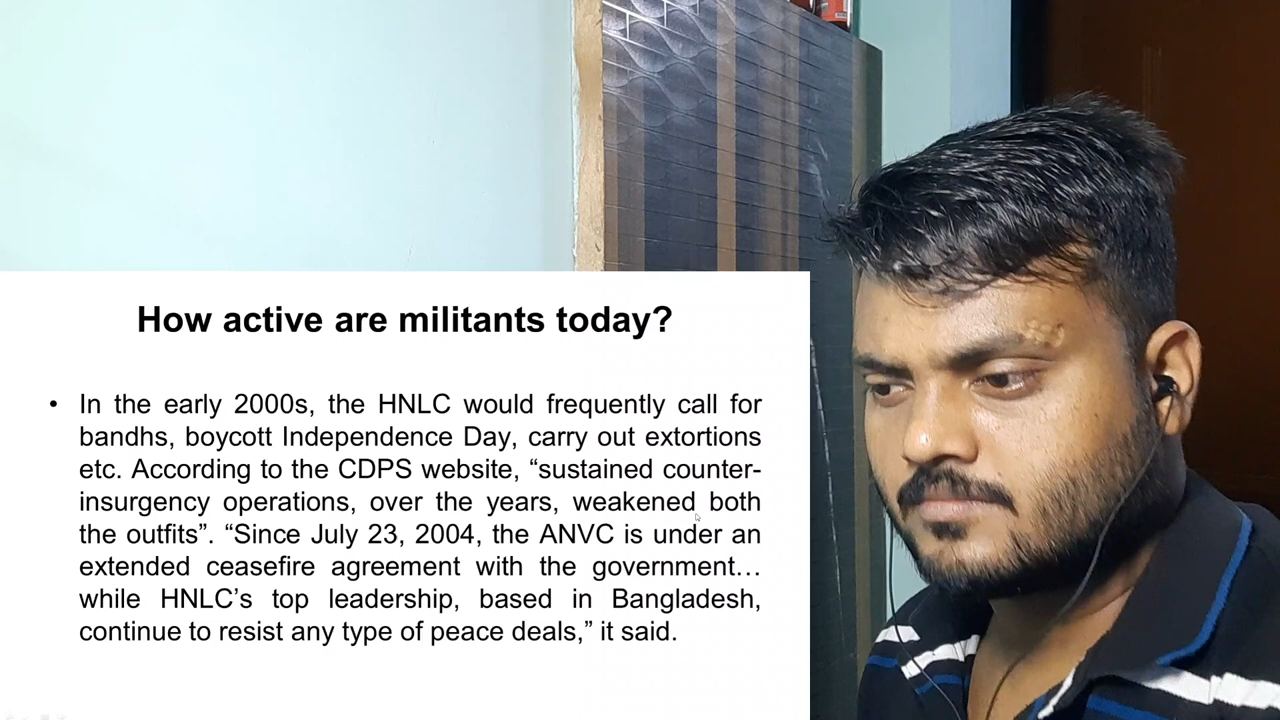 How active are militants today?
• In the early 2000s, the HNLC would frequently call for
bandhs, boycott Independence Day, carry out extortions
etc. According to the CDPS website, “sustained counter-
insurgency operations, over the years, weakened both
the outfits”. “Since July 23, 2004, the ANVC is under an
extended ceasefire agreement with the government…
while HNLC’s top leadership, based in Bangladesh,
continue to resist any type of peace deals,” it said.